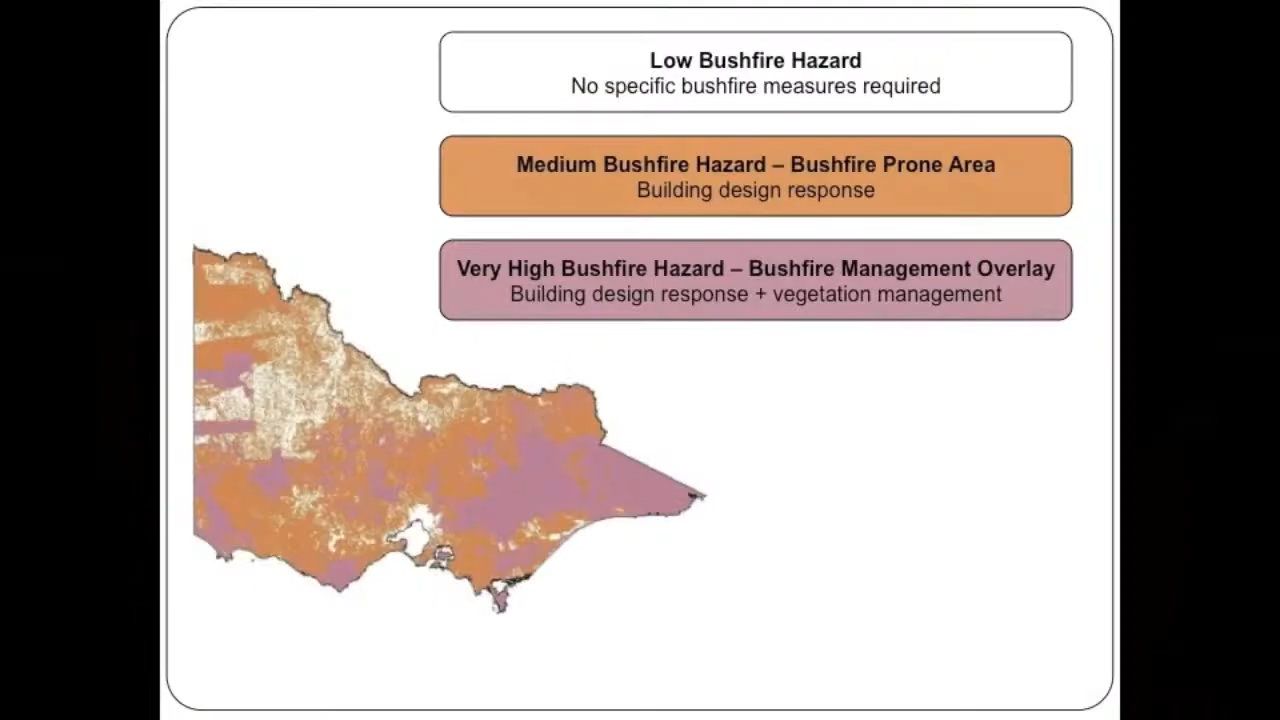 Low Bushfire Hazard
No specific bushfire measures required
Medium Bushfire Hazard – Bushfire Prone Area
Building design response
Very High Bushfire Hazard – Bushfire Management Overlay
Building design response + vegetation management